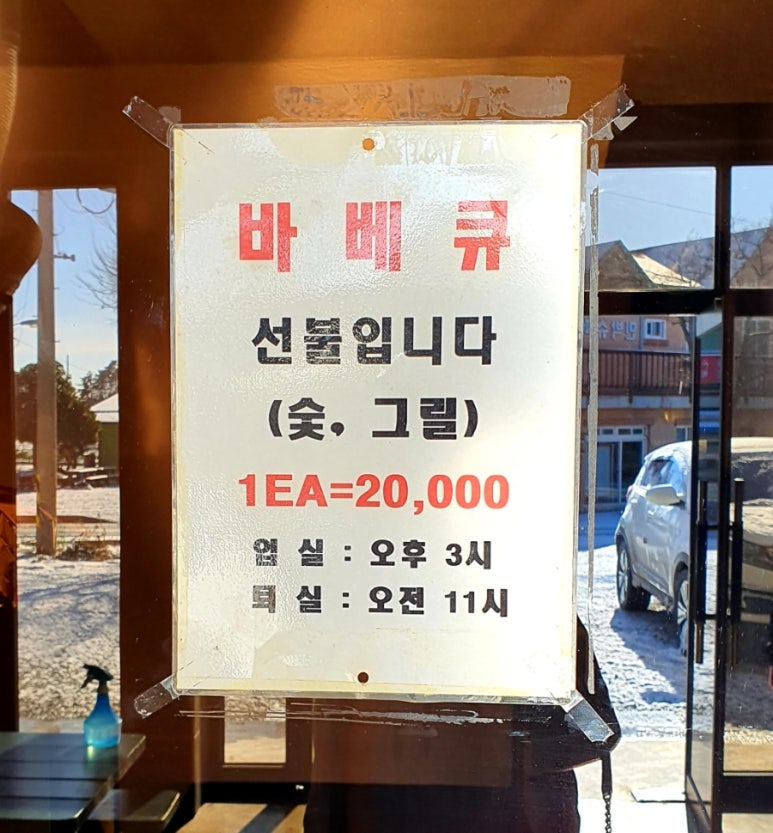 바 베 큐
선불입니다
(숯, 그릴)
1EA=20,000
입 실 : 오후 3시
퇴 실 : 오전 11시